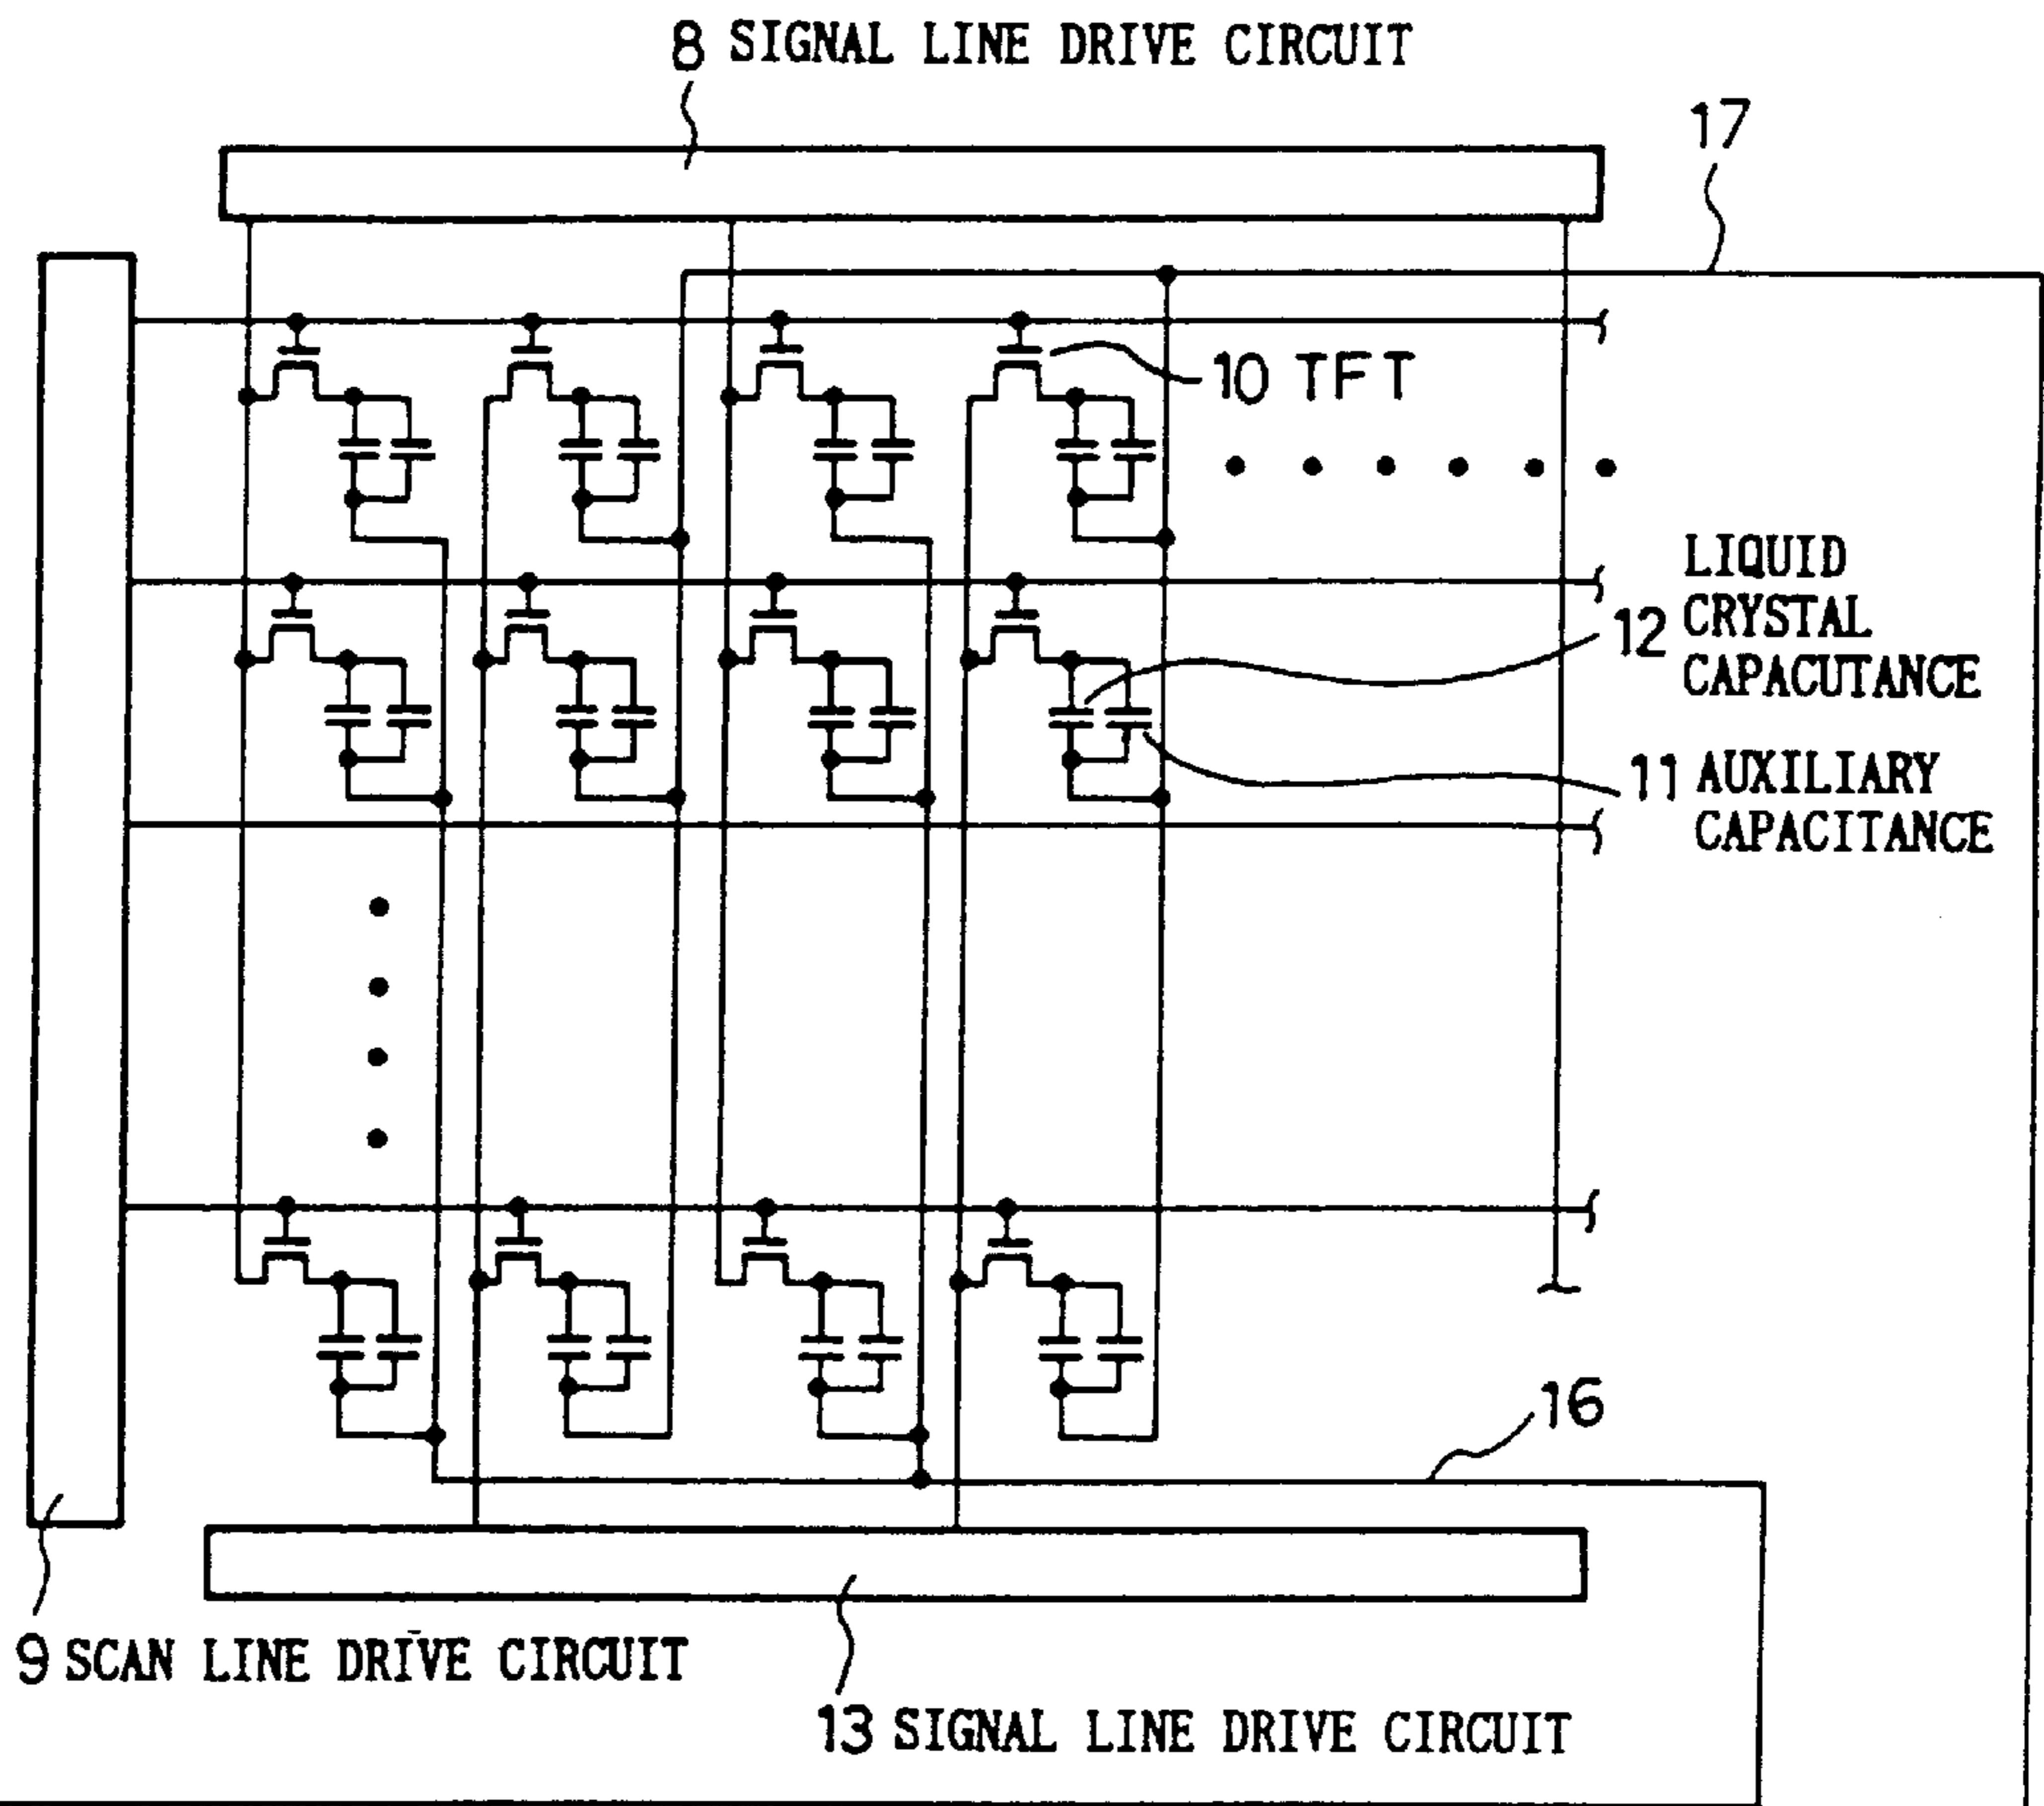 8 SIGNAL LINE DRIVE CIRCUIT
17
10 TFT
12 LIQUID
CRYSTAL
CAPACUTANCE
11 AUXILIARY
CAPACITANCE
16
9 SCAN LINE DRIVE CIRCUIT
13 SIGNAL LINE DRIVE CIRCUIT